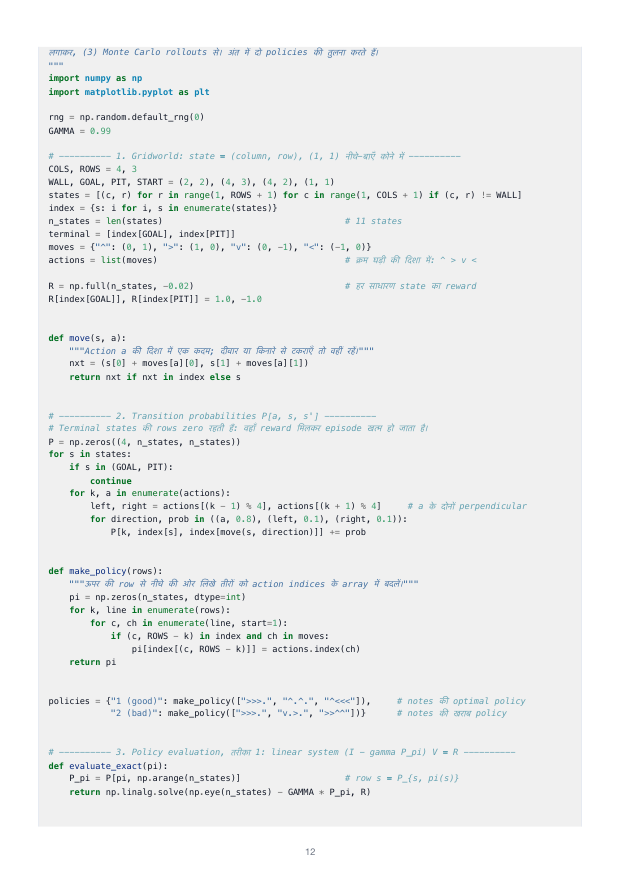 लगाकर, (3) Monte Carlo rollouts से। अंत में दो policies की तुलना करते हैं।
"""
import numpy as np
import matplotlib.pyplot as plt
rng = np.random.default_rng(0)
GAMMA = 0.99
# ---------- 1. Gridworld: state = (column, row), (1, 1) नीचे-बाएँ कोने में ----------
COLS, ROWS = 4, 3
WALL, GOAL, PIT, START = (2, 2), (4, 3), (4, 2), (1, 1)
states = [(c, r) for r in range(1, ROWS + 1) for c in range(1, COLS + 1) if (c, r) != WALL]
index = {s: i for i, s in enumerate(states)}
n_states = len(states) # 11 states
terminal = [index[GOAL], index[PIT]]
moves = {"^": (0, 1), ">": (1, 0), "v": (0, -1), "<": (-1, 0)}
actions = list(moves) # क्रम घड़ी की दिशा में: ^ > v <
R = np.full(n_states, -0.02) # हर साधारण state का reward
R[index[GOAL]], R[index[PIT]] = 1.0, -1.0
def move(s, a):
"""Action a की दिशा में एक कदम; दीवार या किनारे से टकराएँ तो वहीं रहें।"""
nxt = (s[0] + moves[a][0], s[1] + moves[a][1])
return nxt if nxt in index else s
# ---------- 2. Transition probabilities P[a, s, s'] ----------
# Terminal states की rows zero रहती हैं: वहाँ reward मिलकर episode खत्म हो जाता है।
P = np.zeros((4, n_states, n_states))
for s in states:
if s in (GOAL, PIT):
continue
for k, a in enumerate(actions):
left, right = actions[(k - 1) % 4], actions[(k + 1) % 4] # a के दोनों perpendicular
for direction, prob in ((a, 0.8), (left, 0.1), (right, 0.1)):
P[k, index[s], index[move(s, direction)]] += prob
def make_policy(rows):
"""ऊपर की row से नीचे की ओर लिखे तीरों को action indices के array में बदलें।"""
pi = np.zeros(n_states, dtype=int)
for k, line in enumerate(rows):
for c, ch in enumerate(line, start=1):
if (c, ROWS - k) in index and ch in moves:
pi[index[(c, ROWS - k)]] = actions.index(ch)
return pi
policies = {"1 (good)": make_policy([">>>.", "^.^.", "^<<<"]), # notes की optimal policy
"2 (bad)": make_policy([">>>.", "v.>.", ">>^^"])} # notes की खराब policy
# ---------- 3. Policy evaluation, तरीका 1: linear system (I - gamma P_pi) V = R ----------
def evaluate_exact(pi):
P_pi = P[pi, np.arange(n_states)] # row s = P_{s, pi(s)}
return np.linalg.solve(np.eye(n_states) - GAMMA * P_pi, R)
12